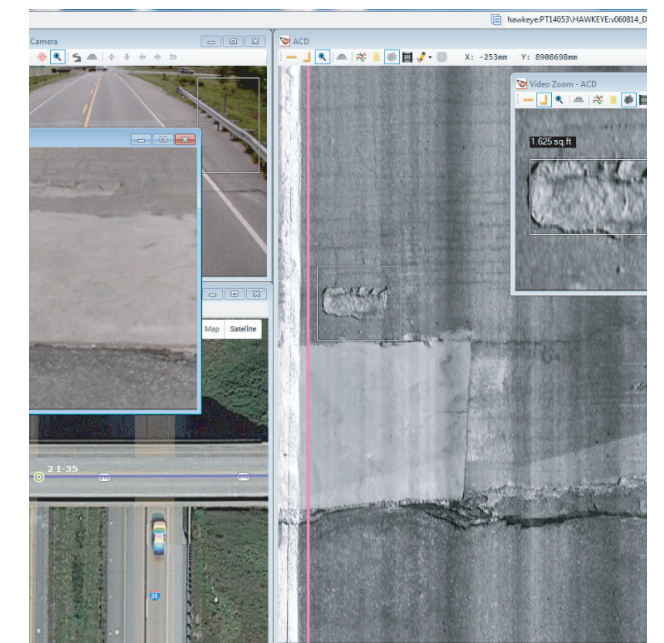 hawkeye:PT14053\HAWKEYE:v060814_D
Camera
ACD
X: -253mm Y: 8908698mm
Video Zoom - ACD
1.625 sq.ft
Map Satellite
2 I-35
31